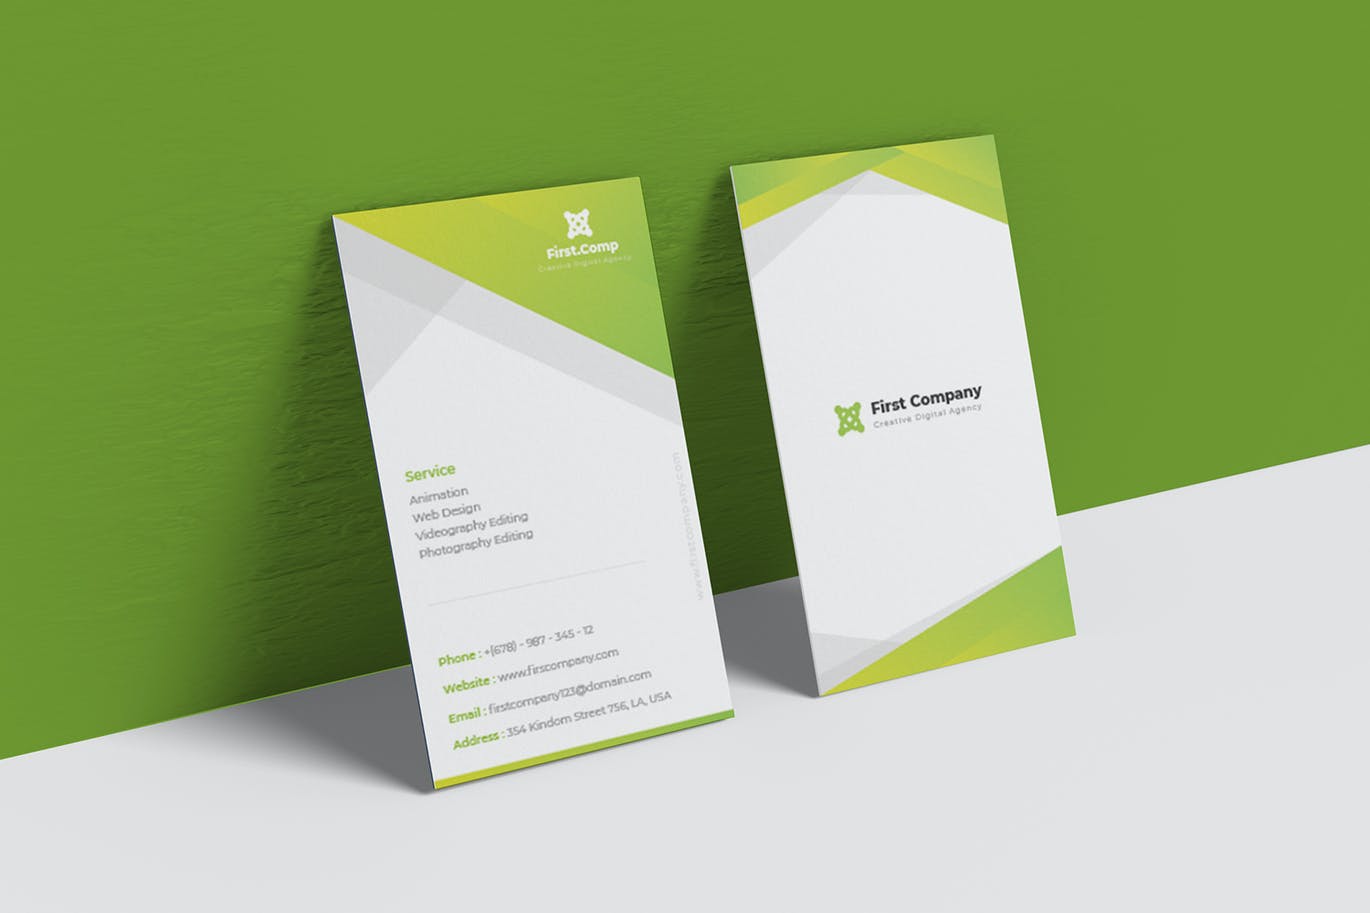 First.Comp
Creative Digital Agency
Service
Animation
Web Design
Videography Editing
Photography Editing
www.firstcompany.com
Phone : +(678) - 987 - 345 - 12
Website : www.firscompany.com
Email : firstcompany123@domain.com
Address : 354 Kindom Street 756, LA, USA
First Company
Creative Digital Agency